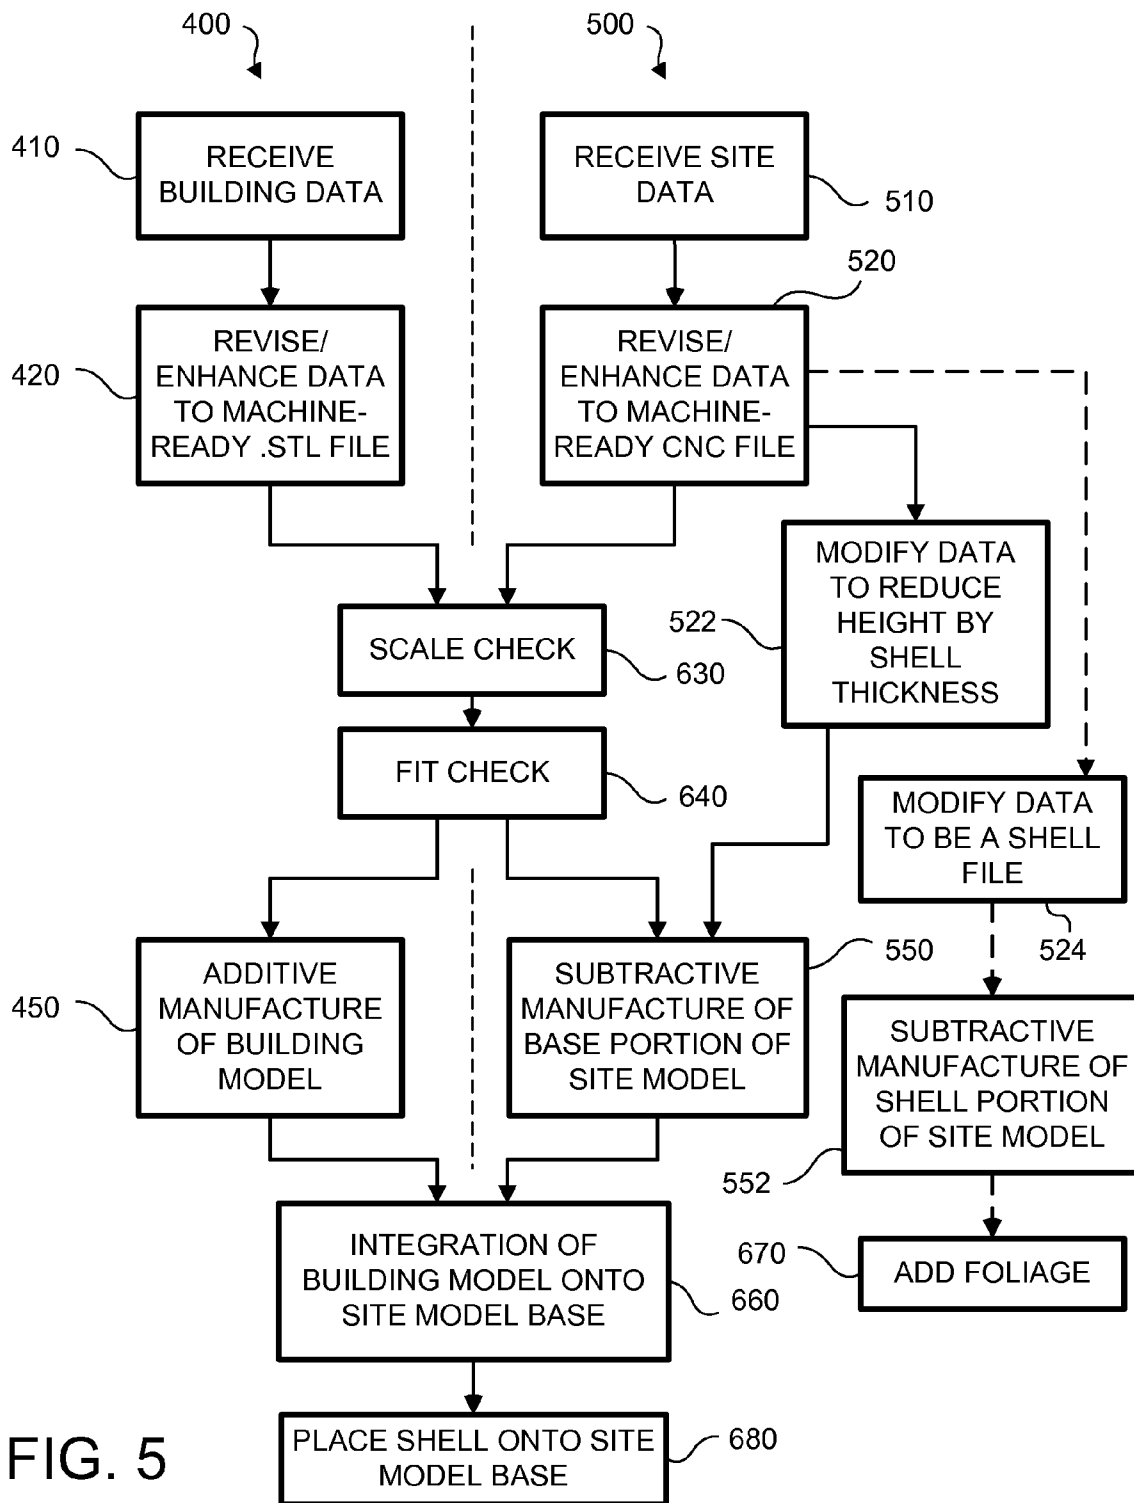 400
500
410
RECEIVE
BUILDING DATA
RECEIVE SITE
DATA
510
520
420
REVISE/
ENHANCE DATA
TO MACHINE-
READY .STL FILE
REVISE/
ENHANCE DATA
TO MACHINE-
READY CNC FILE
522
MODIFY DATA
TO REDUCE
HEIGHT BY
SHELL
THICKNESS
SCALE CHECK
630
FIT CHECK
640
MODIFY DATA
TO BE A SHELL
FILE
524
450
ADDITIVE
MANUFACTURE
OF BUILDING
MODEL
SUBTRACTIVE
MANUFACTURE OF
BASE PORTION OF
SITE MODEL
550
SUBTRACTIVE
MANUFACTURE OF
SHELL PORTION
OF SITE MODEL
552
INTEGRATION OF
BUILDING MODEL ONTO
SITE MODEL BASE
660
670
ADD FOLIAGE
PLACE SHELL ONTO SITE
MODEL BASE
680
FIG. 5